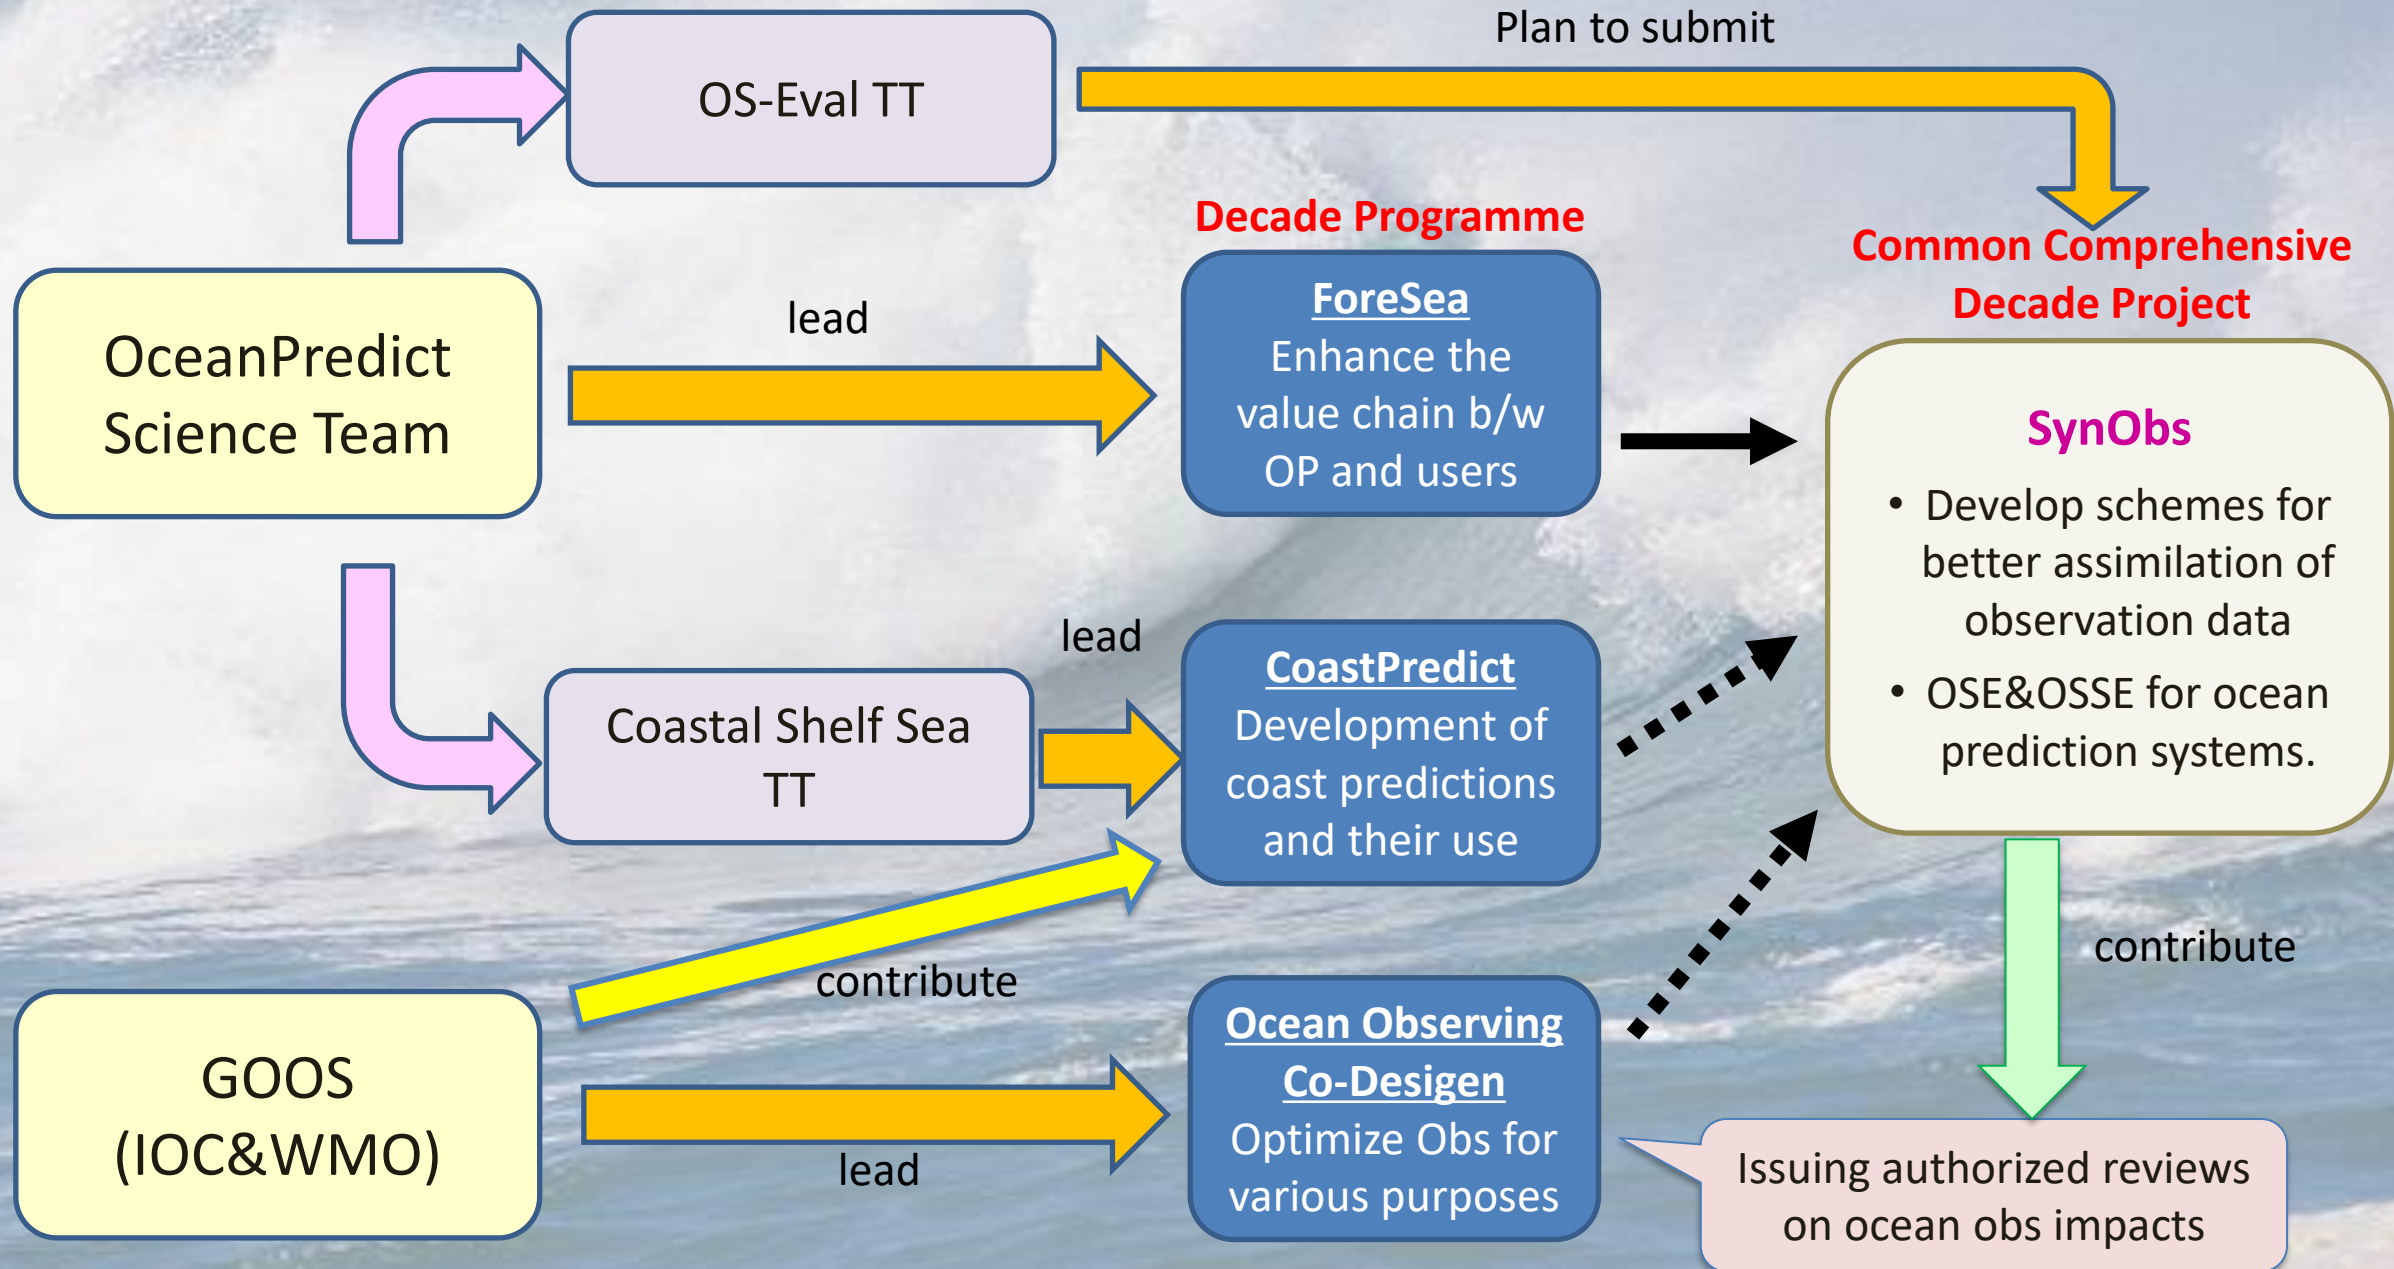 Plan to submit
OS-Eval TT
Decade Programme
Common Comprehensive
Decade Project
OceanPredict
Science Team
lead
ForeSea
Enhance the
value chain b/w
OP and users
SynObs
• Develop schemes for
better assimilation of
observation data
• OSE&OSSE for ocean
prediction systems.
Coastal Shelf Sea
TT
lead
CoastPredict
Development of
coast predictions
and their use
contribute
contribute
GOOS
(IOC&WMO)
lead
Ocean Observing
Co-Desigen
Optimize Obs for
various purposes
Issuing authorized reviews
on ocean obs impacts